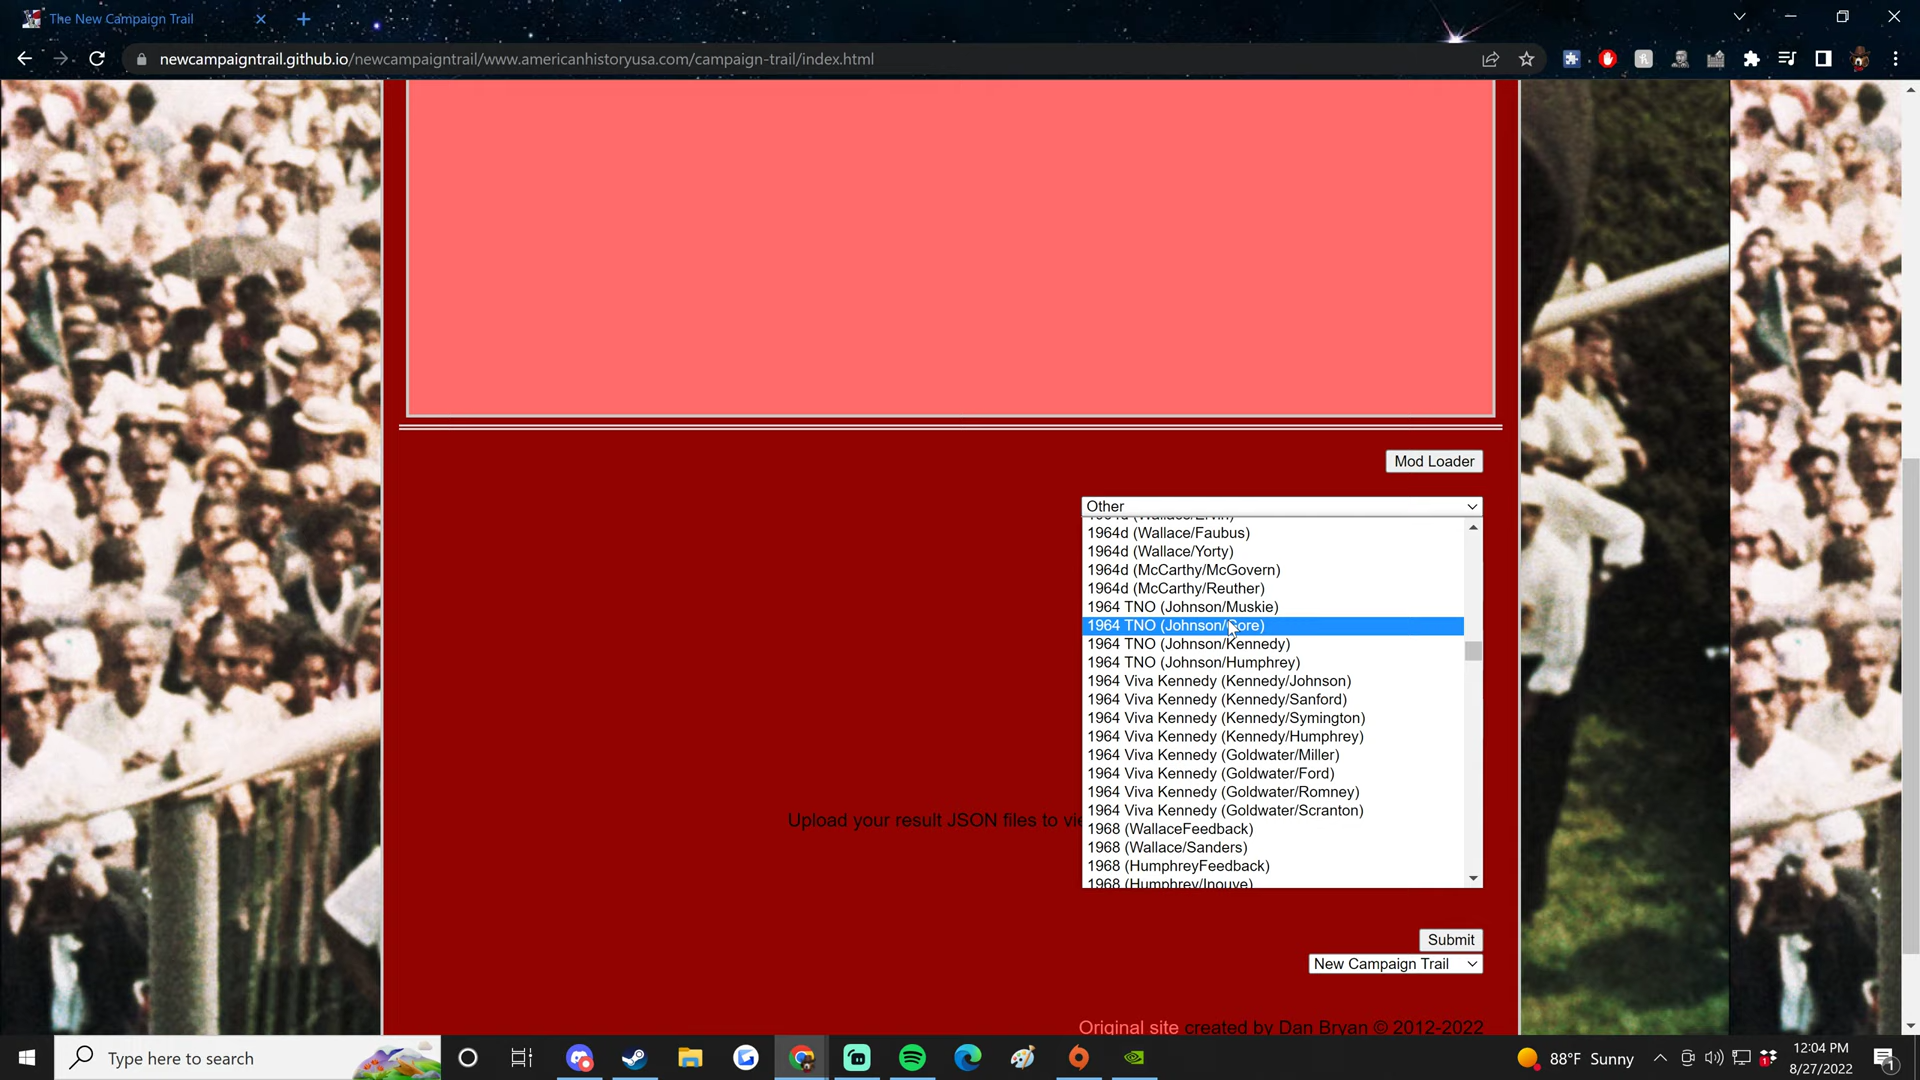 The New Campaign Trail
newcampaigntrail.github.io/newcampaigntrail/www.americanhistoryusa.com/campaign-trail/index.html
Mod Loader
Other
1964d (Wallace/Ervin)
1964d (Wallace/Faubus)
1964d (Wallace/Yorty)
1964d (McCarthy/McGovern)
1964d (McCarthy/Reuther)
1964 TNO (Johnson/Muskie)
1964 TNO (Johnson/Gore)
1964 TNO (Johnson/Kennedy)
1964 TNO (Johnson/Humphrey)
1964 Viva Kennedy (Kennedy/Johnson)
1964 Viva Kennedy (Kennedy/Sanford)
1964 Viva Kennedy (Kennedy/Symington)
1964 Viva Kennedy (Kennedy/Humphrey)
1964 Viva Kennedy (Goldwater/Miller)
1964 Viva Kennedy (Goldwater/Ford)
1964 Viva Kennedy (Goldwater/Romney)
1964 Viva Kennedy (Goldwater/Scranton)
Upload your result JSON files to vie
1968 (WallaceFeedback)
1968 (Wallace/Sanders)
1968 (HumphreyFeedback)
1968 (Humphrey/Inouye)
Submit
New Campaign Trail
Original site created by Dan Bryan © 2012-2022
Type here to search
88°F Sunny
12:04 PM
8/27/2022
1
1